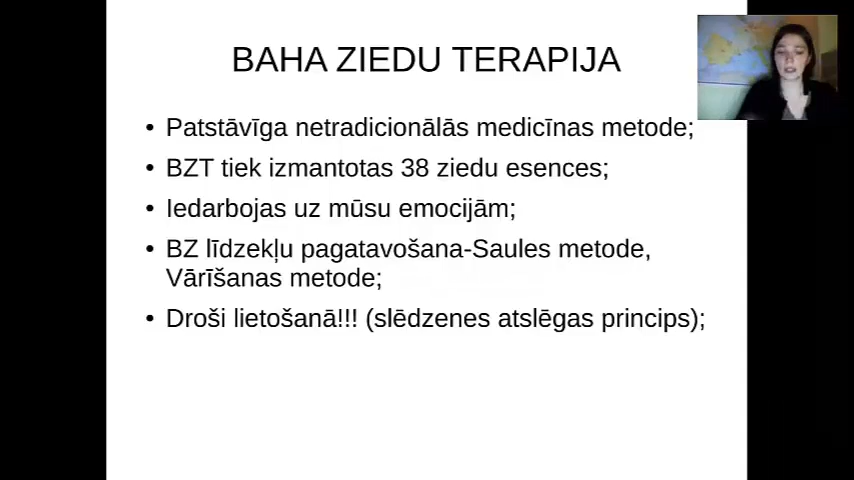 BAHA ZIEDU TERAPIJA
• Patstāvīga netradicionālās medicīnas metode;
• BZT tiek izmantotas 38 ziedu esences;
• Iedarbojas uz mūsu emocijām;
• BZ līdzekļu pagatavošana-Saules metode,
Vārīšanas metode;
• Droši lietošanā!!! (slēdzenes atslēgas princips);